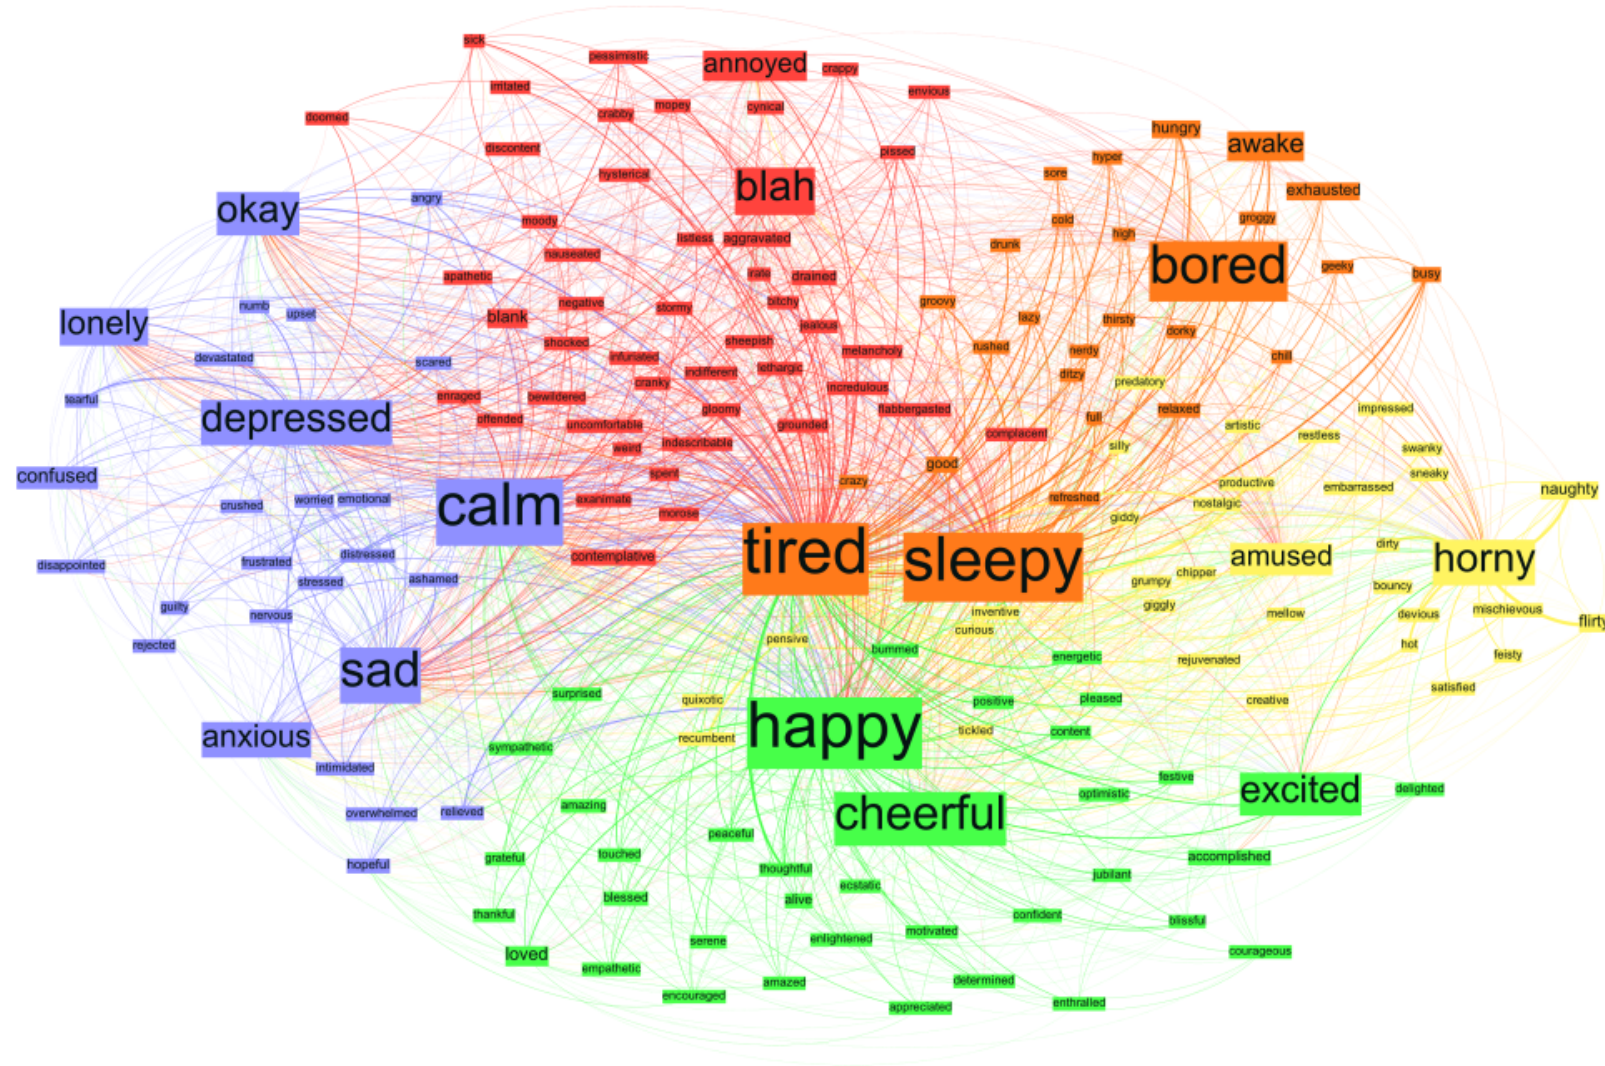 sick
pessimistic
annoyed
crappy
irritated
envious
mopey
cynical
crabby
doomed
hungry
discontent
awake
pissed
hyper
sore
hysterical
blah
exhausted
angry
okay
moody
cold
groggy
high
listless
aggravated
drunk
nauseated
bored
geeky
busy
apathetic
irate
drained
negative
bitchy
groovy
numb
upset
stormy
blank
lazy
thirsty
lonely
jealous
dorky
shocked
sheepish
rushed
nerdy
melancholy
chill
devastated
scared
infuriated
lethargic
indifferent
ditzy
cranky
predatory
incredulous
enraged
bewildered
tearful
gloomy
flabbergasted
relaxed
impressed
depressed
offended
full
uncomfortable
grounded
artistic
complacent
restless
weird
indescribable
silly
swanky
good
confused
spent
crazy
sneaky
productive
embarrassed
naughty
worried
emotional
exanimate
refreshed
nostalgic
crushed
calm
morose
giddy
dirty
tired
sleepy
distressed
contemplative
amused
horny
frustrated
disappointed
chipper
stressed
ashamed
grumpy
bouncy
guilty
giggly
nervous
inventive
mellow
devious
mischievous
flirty
curious
pensive
rejected
hot
bummed
energetic
feisty
rejuvenated
sad
surprised
satisfied
quixotic
positive
pleased
creative
happy
tickled
content
anxious
recumbent
sympathetic
intimidated
festive
excited
delighted
optimistic
amazing
overwhelmed
relieved
cheerful
peaceful
grateful
touched
accomplished
hopeful
thoughtful
jubilant
ecstatic
blessed
alive
thankful
confident
blissful
motivated
serene
enlightened
loved
courageous
empathetic
amazed
determined
encouraged
appreciated
enthralled